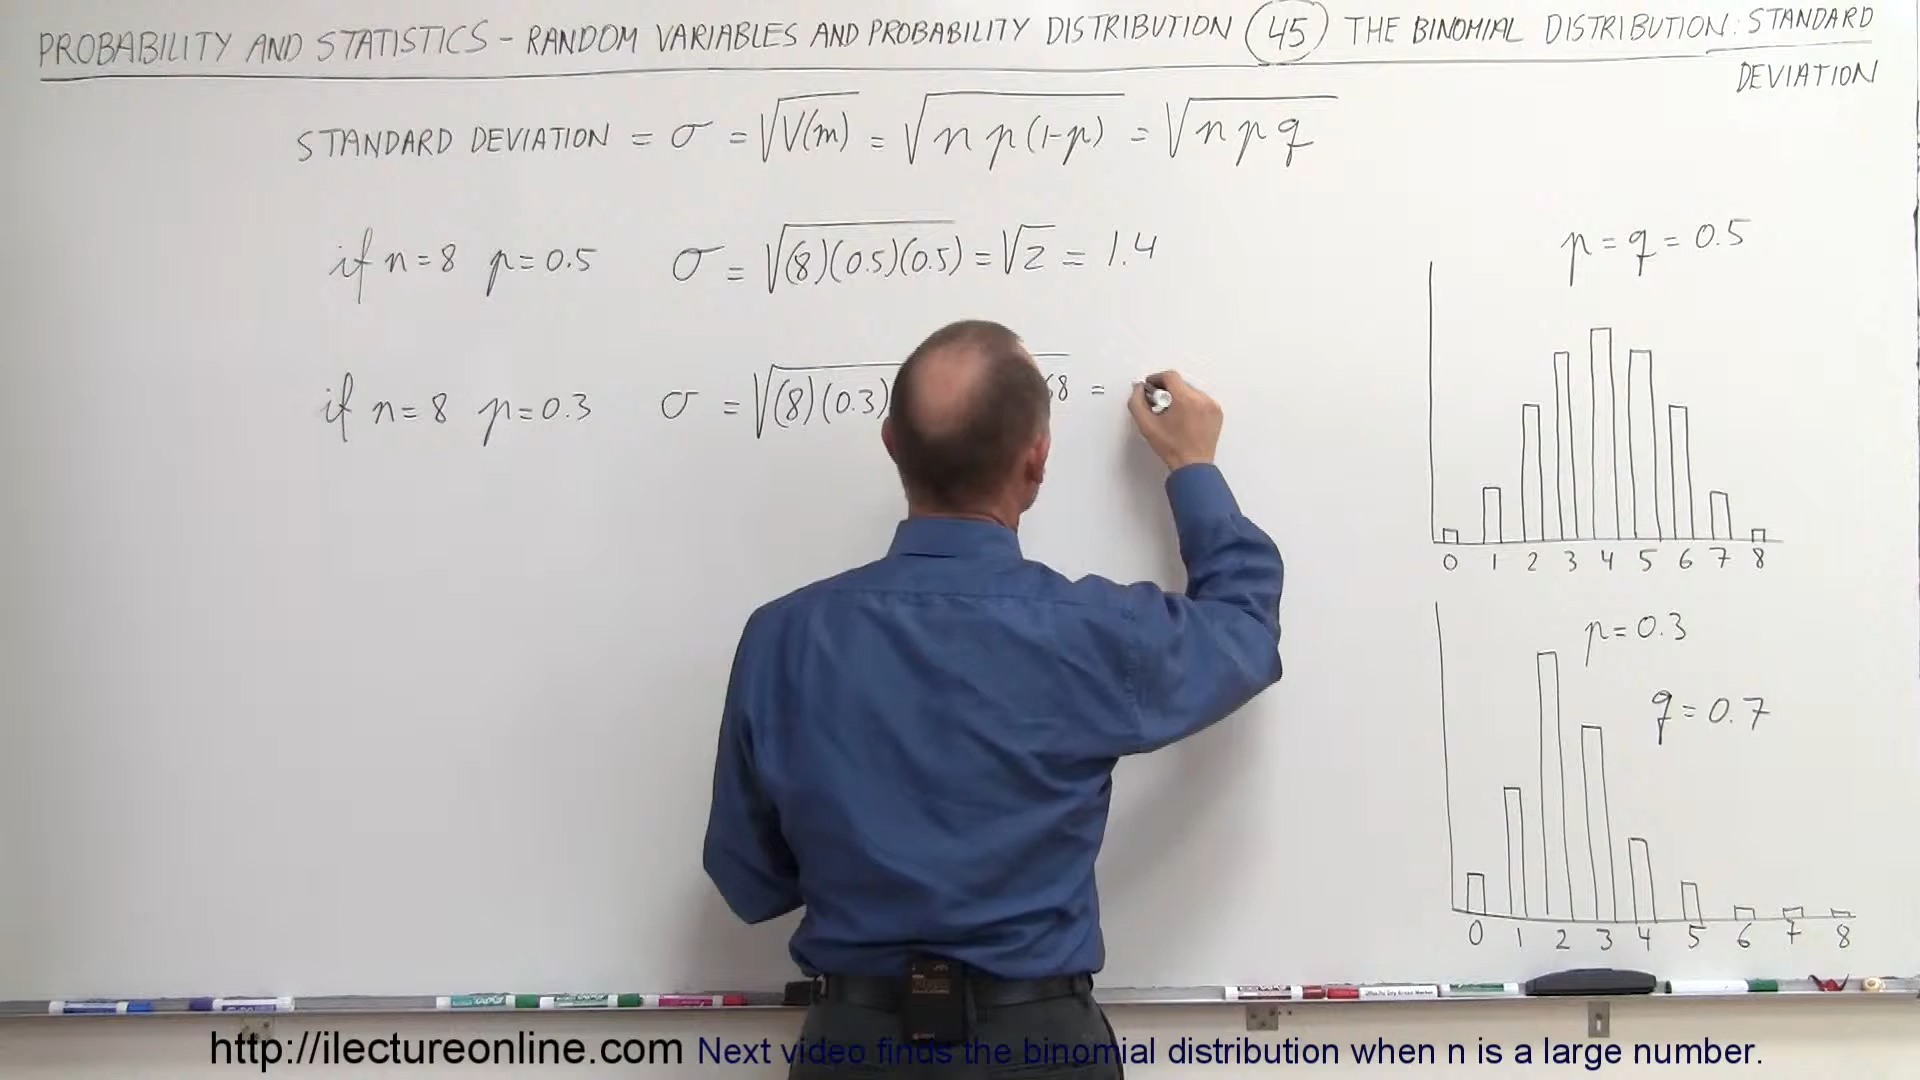 PROBABILITY AND STATISTICS - RANDOM VARIABLES AND PROBABILITY DISTRIBUTION 45 THE BINOMIAL DISTRIBUTION: STANDARD
DEVIATION
STANDARD DEVIATION = σ = √V(m) = √n p (1-p) = √n p q
if n=8 p=0.5 σ = √(8)(0.5)(0.5) = √2 = 1.4
if n=8 p=0.3 σ = √(8)(0.3) 68 =
p = q = 0.5
0 1 2 3 4 5 6 7 8
p=0.3
q=0.7
0 1 2 3 4 5 6 7 8
http://ilectureonline.com Next video finds the binomial distribution when n is a large number.